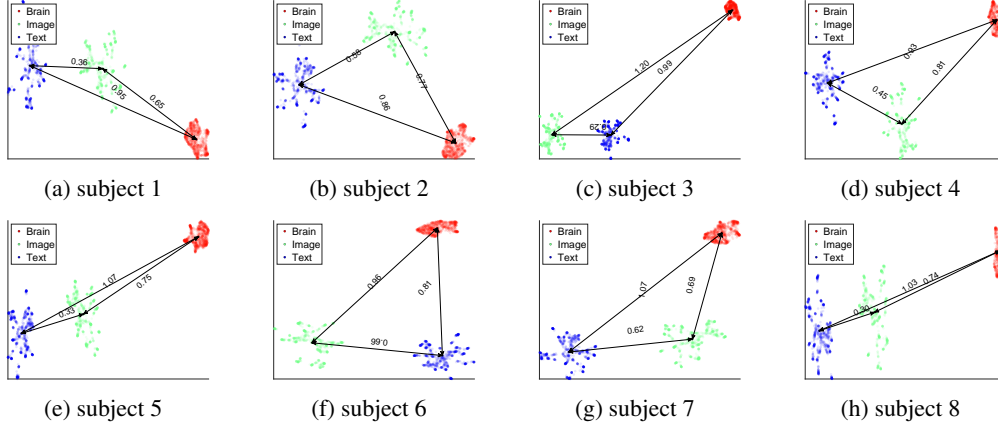 Brain
Image
Text
0.36
0.95
0.65
(a) subject 1
Brain
Image
Text
0.58
0.77
0.86
(b) subject 2
Brain
Image
Text
1.20
0.99
0.29
(c) subject 3
Brain
Image
Text
0.93
0.81
0.45
(d) subject 4
Brain
Image
Text
1.07
0.75
0.33
(e) subject 5
Brain
Image
Text
0.96
0.81
0.66
(f) subject 6
Brain
Image
Text
1.07
0.69
0.62
(g) subject 7
Brain
Image
Text
1.03
0.74
0.30
(h) subject 8